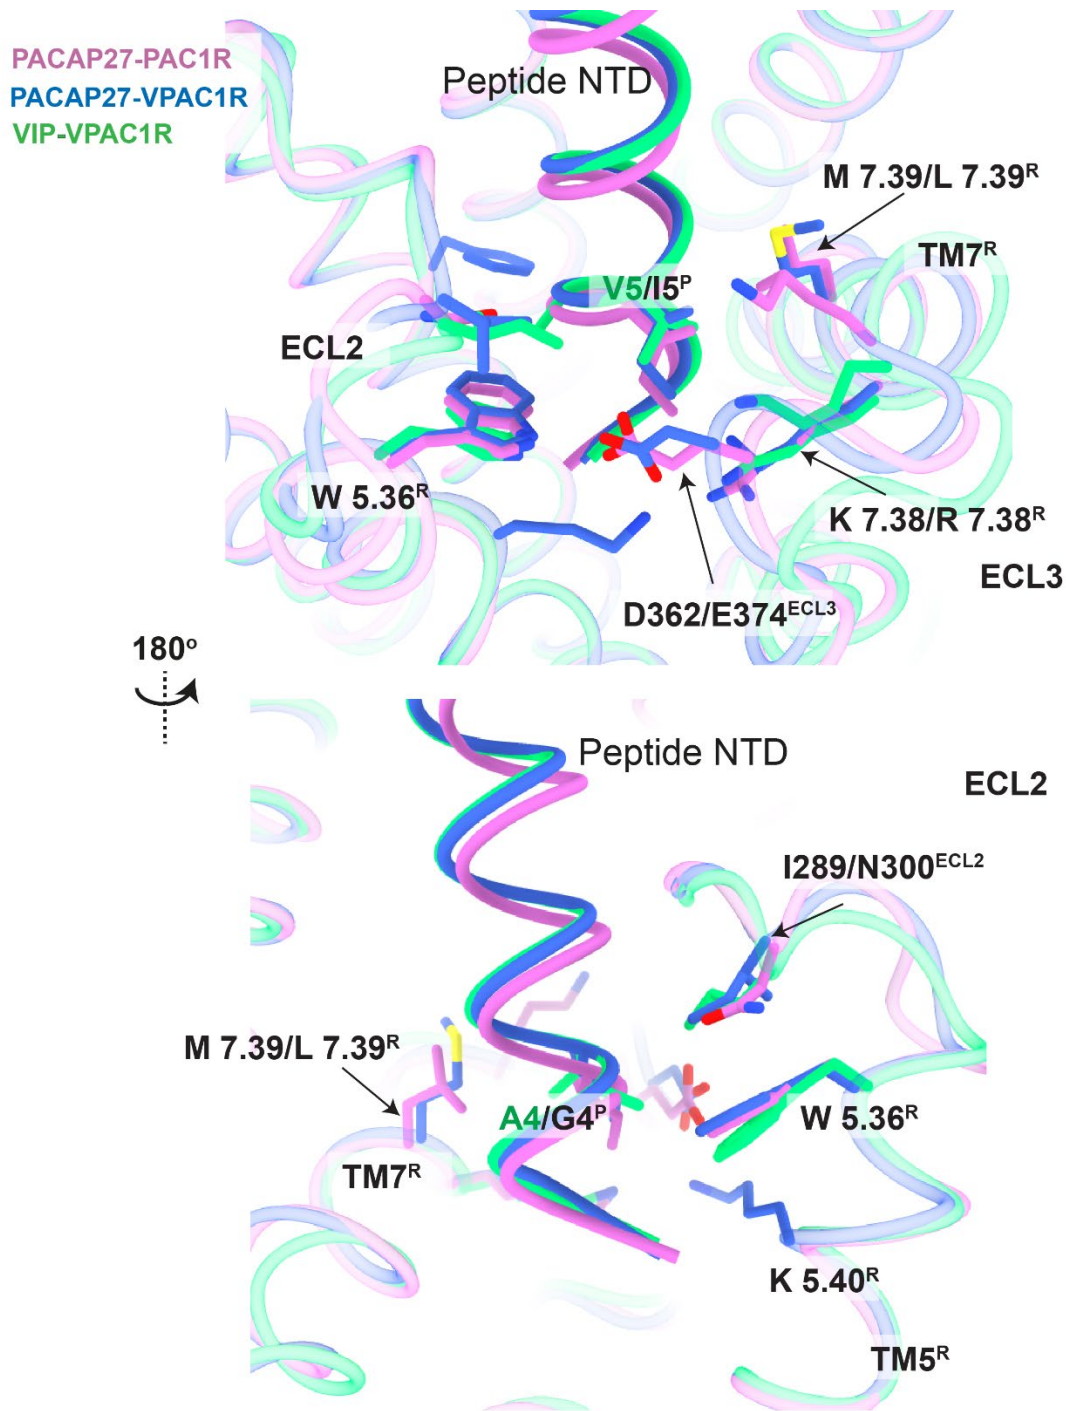 PACAP27-PAC1R
PACAP27-VPAC1R
VIP-VPAC1R
Peptide NTD
M 7.39/L 7.39ᴿ
TM7ᴿ
V5/I5ᴾ
ECL2
W 5.36ᴿ
K 7.38/R 7.38ᴿ
ECL3
D362/E374ᴱᶜᴸ³
180º
Peptide NTD
ECL2
I289/N300ᴱᶜᴸ²
M 7.39/L 7.39ᴿ
A4/G4ᴾ
W 5.36ᴿ
TM7ᴿ
K 5.40ᴿ
TM5ᴿ